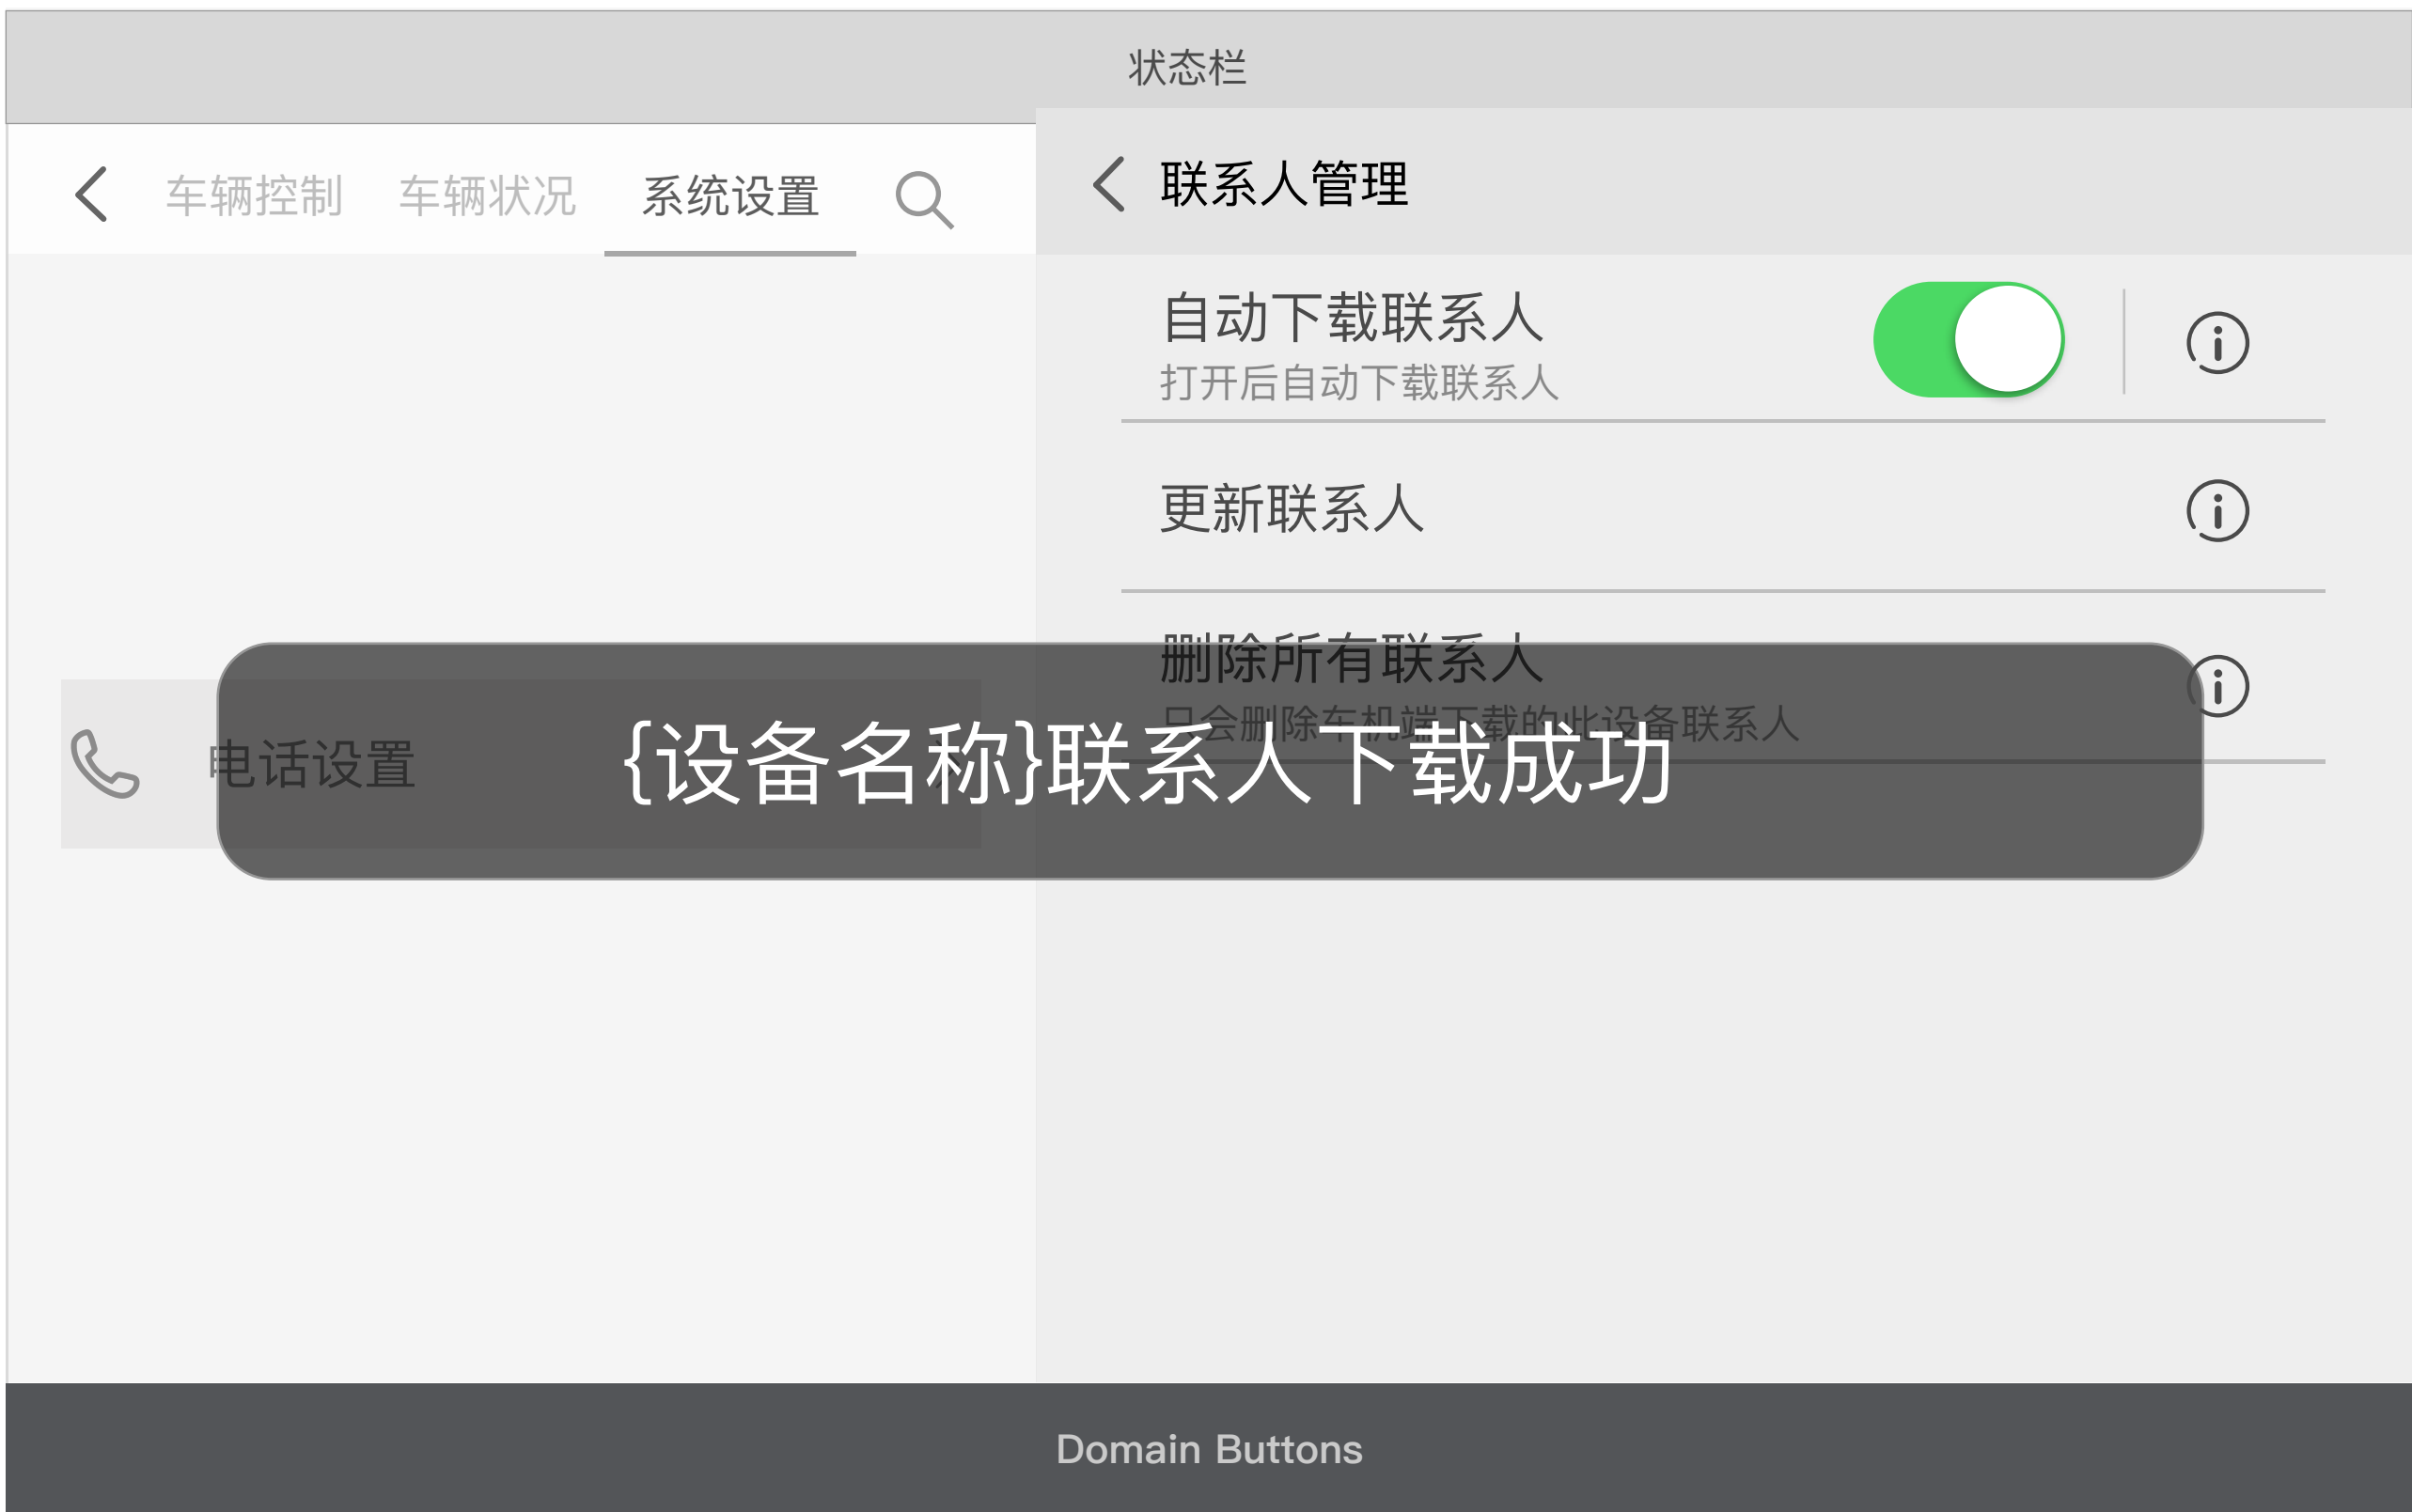 状态栏
车辆控制 车辆状况 系统设置
联系人管理
自动下载联系人
打开后自动下载联系人
更新联系人
删除所有联系人
只会删除车机端下载的此设备联系人
电话设置
{设备名称}联系人下载成功
Domain Buttons